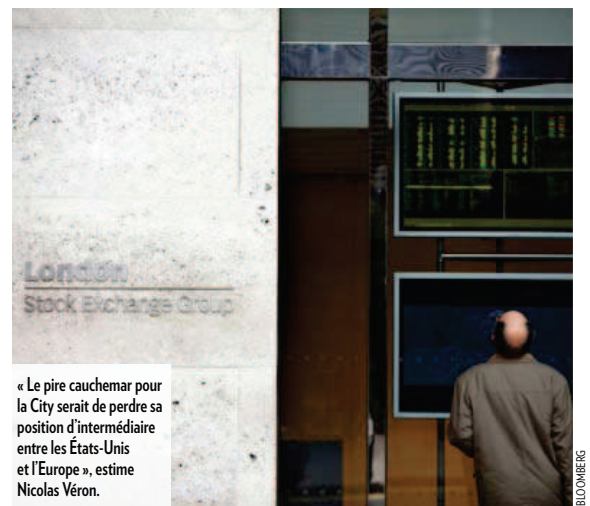 London
Stock Exchange Group
« Le pire cauchemar pour
la City serait de perdre sa
position d'intermédiaire
entre les États-Unis
et l'Europe », estime
Nicolas Véron.
BLOOMBERG